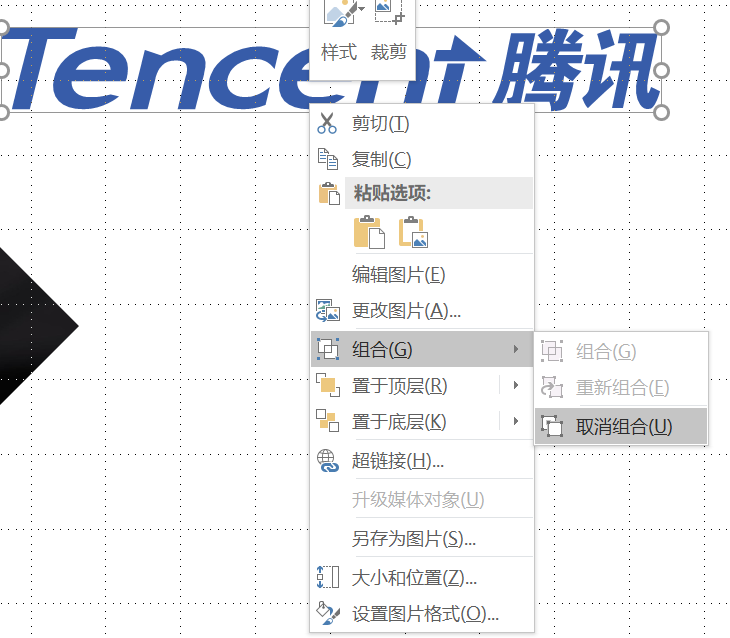 样式 裁剪
Tencent 腾讯
剪切(T)
复制(C)
粘贴选项:
编辑图片(E)
更改图片(A)...
组合(G)
置于顶层(R)
置于底层(K)
超链接(H)...
升级媒体对象(U)
另存为图片(S)...
大小和位置(Z)...
设置图片格式(O)...
组合(G)
重新组合(E)
取消组合(U)